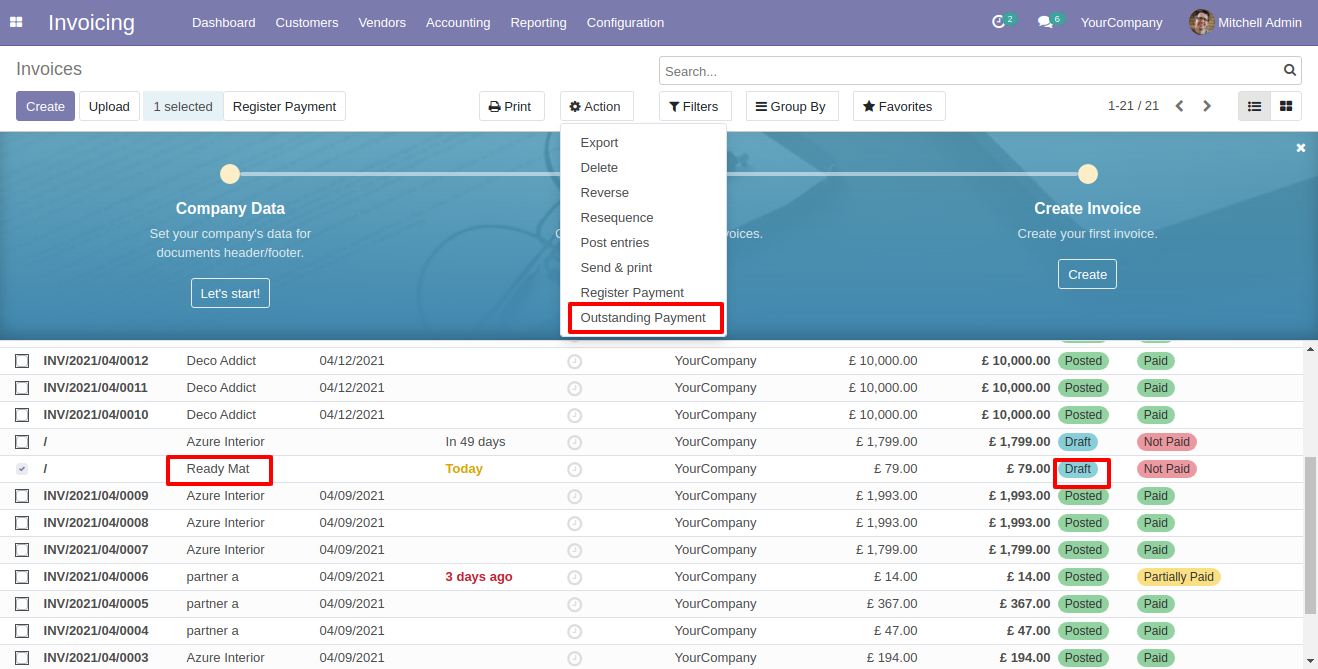 Invoicing Dashboard Customers Vendors Accounting Reporting Configuration 2 6 YourCompany Mitchell Admin
Invoices
Search...
Create Upload 1 selected Register Payment Print Action Filters Group By Favorites 1-21 / 21
Export
Delete
Reverse
Resequence
Post entries
Send & print
Register Payment
Outstanding Payment
Company Data
Set your company's data for
documents header/footer.
Let's start!
voices.
Create Invoice
Create your first invoice.
Create
INV/2021/04/0012 Deco Addict 04/12/2021 YourCompany £ 10,000.00 £ 10,000.00 Posted Paid
INV/2021/04/0011 Deco Addict 04/12/2021 YourCompany £ 10,000.00 £ 10,000.00 Posted Paid
INV/2021/04/0010 Deco Addict 04/12/2021 YourCompany £ 10,000.00 £ 10,000.00 Posted Paid
/ Azure Interior In 49 days YourCompany £ 1,799.00 £ 1,799.00 Draft Not Paid
/ Ready Mat Today YourCompany £ 79.00 £ 79.00 Draft Not Paid
INV/2021/04/0009 Azure Interior 04/09/2021 YourCompany £ 1,993.00 £ 1,993.00 Posted Paid
INV/2021/04/0008 Azure Interior 04/09/2021 YourCompany £ 1,993.00 £ 1,993.00 Posted Paid
INV/2021/04/0007 Azure Interior 04/09/2021 YourCompany £ 1,799.00 £ 1,799.00 Posted Paid
INV/2021/04/0006 partner a 04/09/2021 3 days ago YourCompany £ 14.00 £ 14.00 Posted Partially Paid
INV/2021/04/0005 partner a 04/09/2021 YourCompany £ 367.00 £ 367.00 Posted Paid
INV/2021/04/0004 partner a 04/09/2021 YourCompany £ 47.00 £ 47.00 Posted Paid
INV/2021/04/0003 Azure Interior 04/09/2021 YourCompany £ 194.00 £ 194.00 Posted Paid